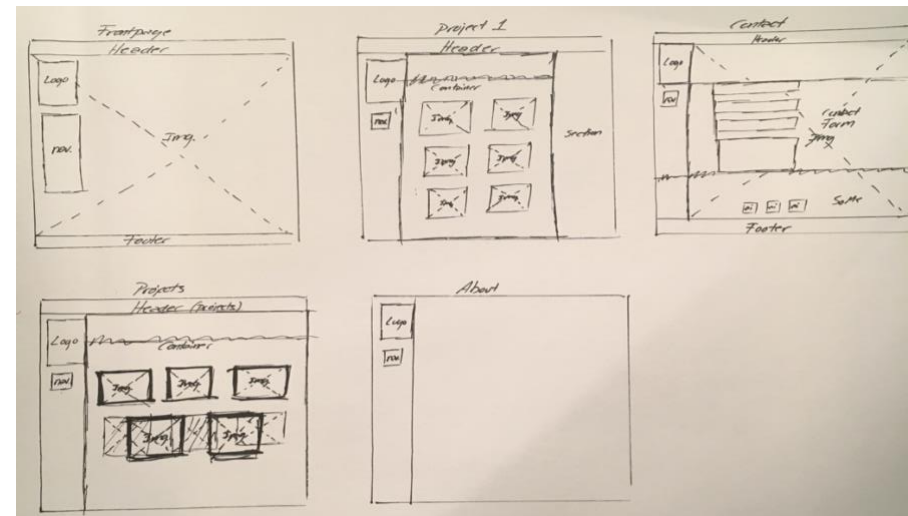 Frontpage
Header
Logo
nav.
Img.
Footer
Project 1
Header
Logo
Container
nav.
Img
Img
Section
Img
Img
Img
Img
Contact
Header
Logo
nav
Contact
Form
Img
SoMe
Footer
Projects
Header (projects)
Logo
Container
nav.
Img
Img
Img
Img
Img
About
Logo
nav